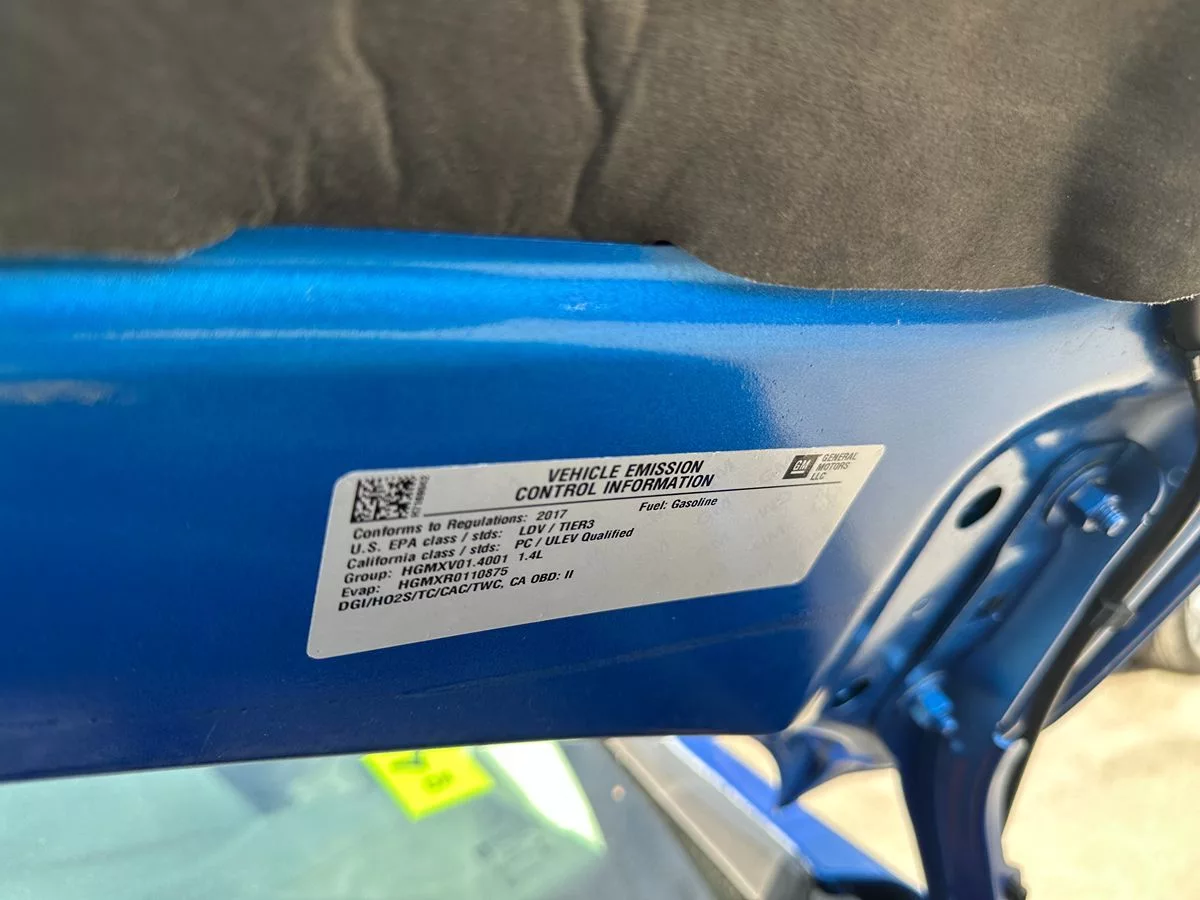 VEHICLE EMISSION
CONTROL INFORMATION
GM GENERAL
MOTORS
LLC
Fuel: Gasoline
Conforms to Regulations: 2017
U.S. EPA class / stds: LDV / TIER3
California class / stds: PC / ULEV Qualified
Group: HGMXV01.4001 1.4L
Evap: HGMXR0110875
DGI/HO2S/TC/CAC/TWC, CA OBD: II